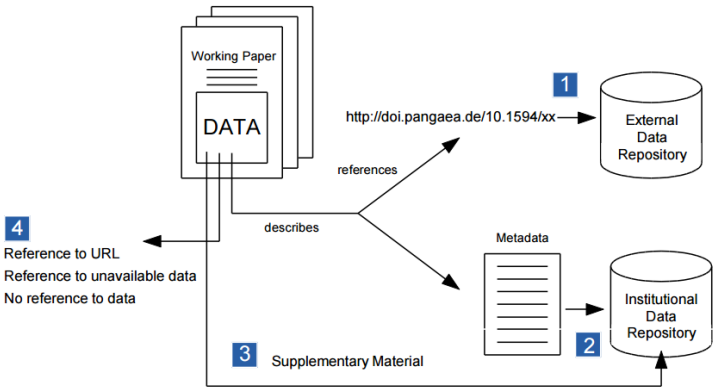 Working Paper
DATA
1
http://doi.pangaea.de/10.1594/xx
External
Data
Repository
references
4
describes
Reference to URL
Reference to unavailable data
No reference to data
Metadata
Institutional
Data
Repository
2
3
Supplementary Material